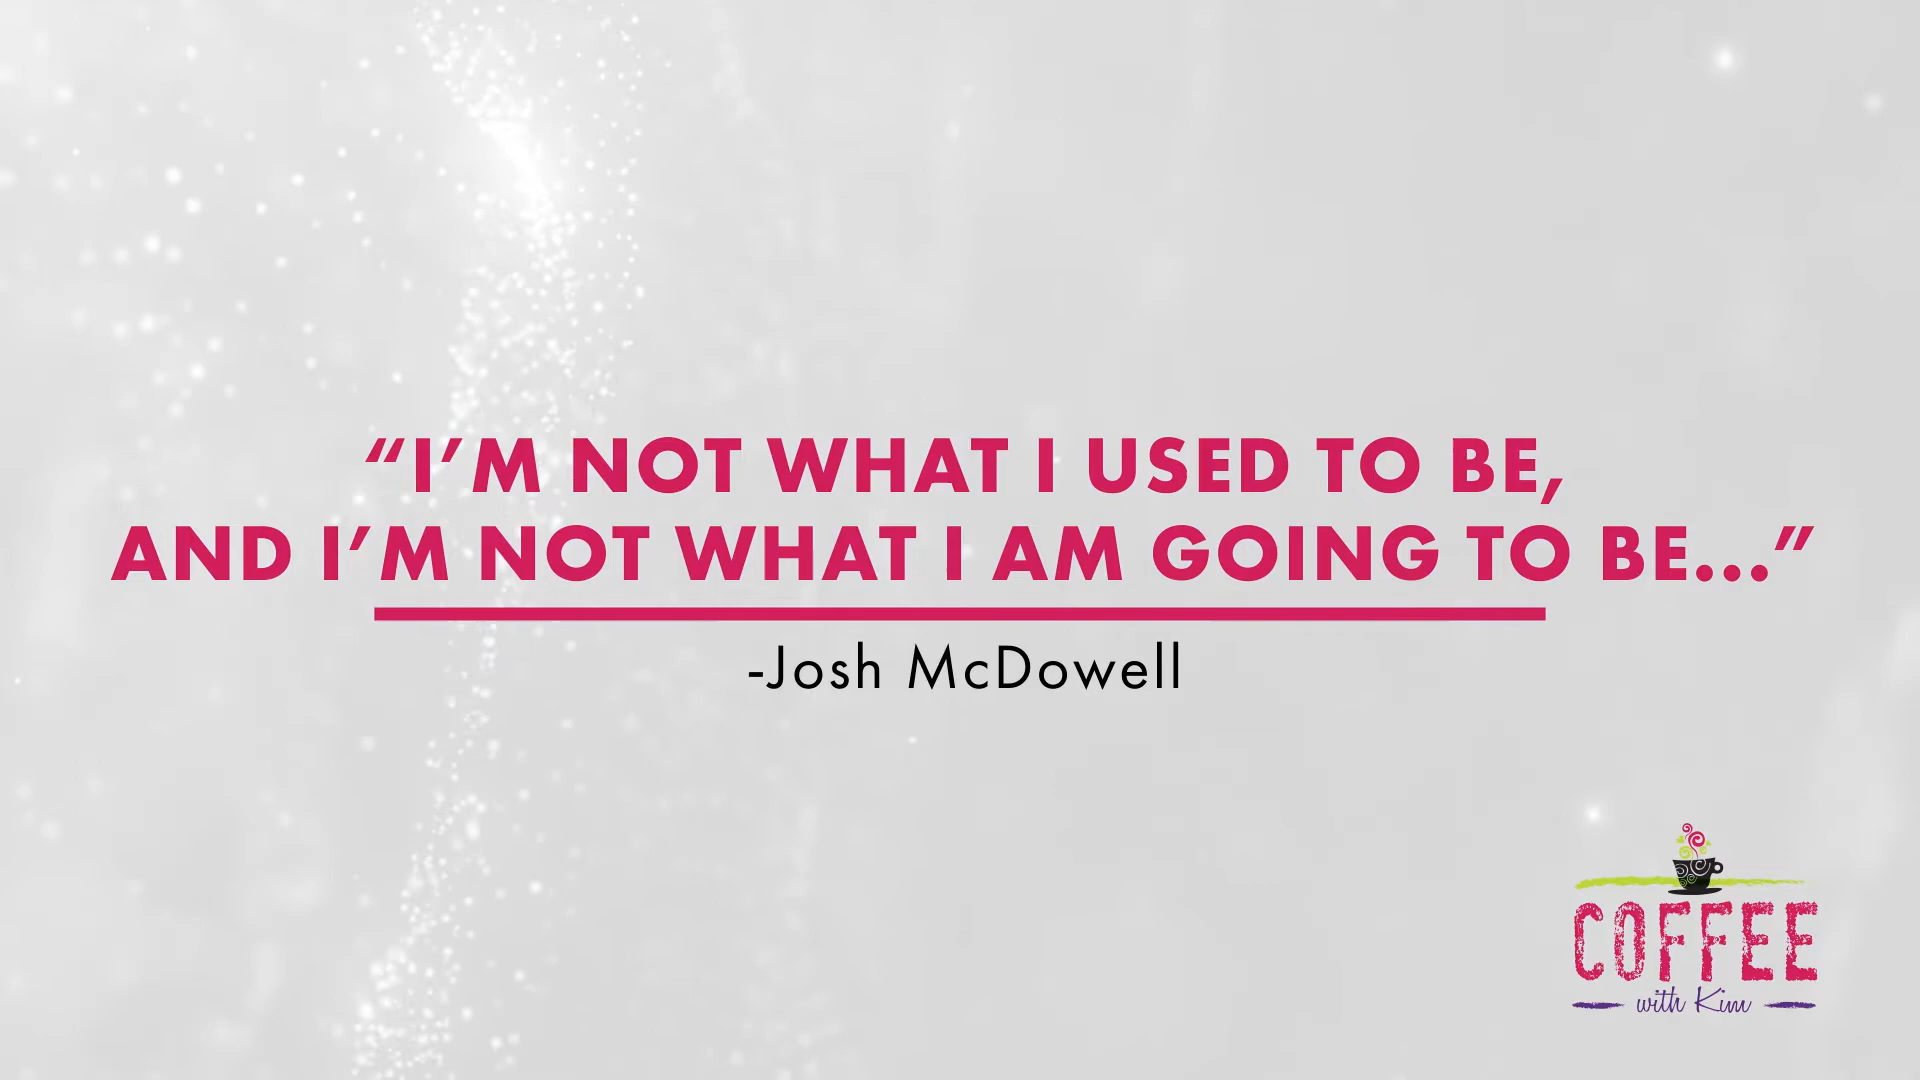 “I’M NOT WHAT I USED TO BE,
AND I’M NOT WHAT I AM GOING TO BE...”
-Josh McDowell
COFFEE
with Kim